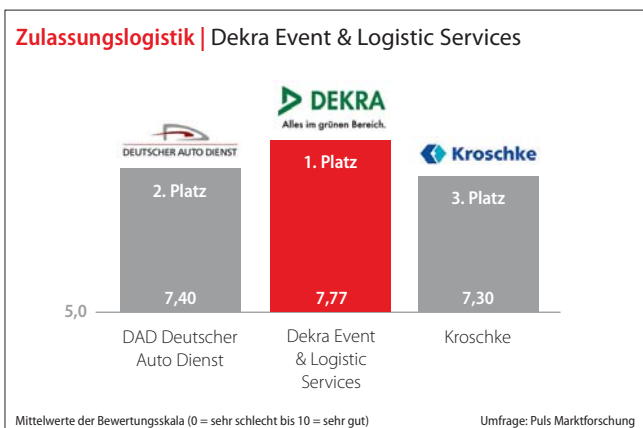 Zulassungslogistik | Dekra Event & Logistic Services
DEKRA
Alles im grünen Bereich.
DEUTSCHER AUTO DIENST
Kroschke
1. Platz
2. Platz
3. Platz
7,40
7,77
7,30
5,0
DAD Deutscher
Auto Dienst
Dekra Event
& Logistic
Services
Kroschke
Mittelwerte der Bewertungsskala (0 = sehr schlecht bis 10 = sehr gut)
Umfrage: Puls Marktforschung